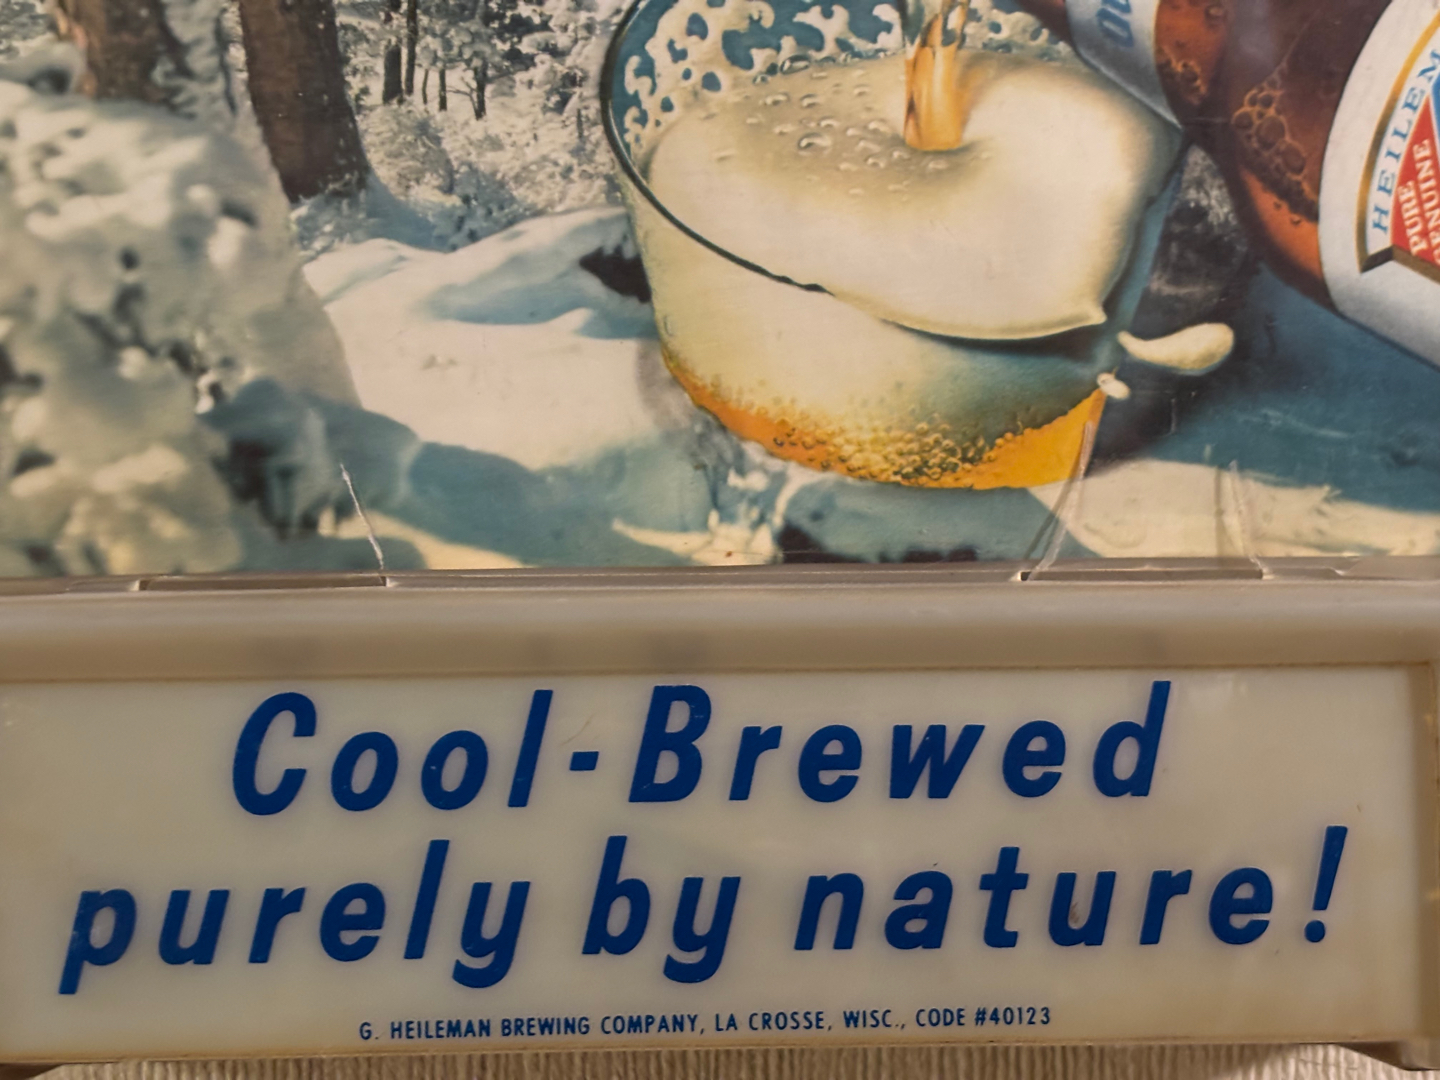 HEILEM
PURE
GENUINE
Cool-Brewed
purely by nature!
G. HEILEMAN BREWING COMPANY, LA CROSSE, WISC., CODE #40123